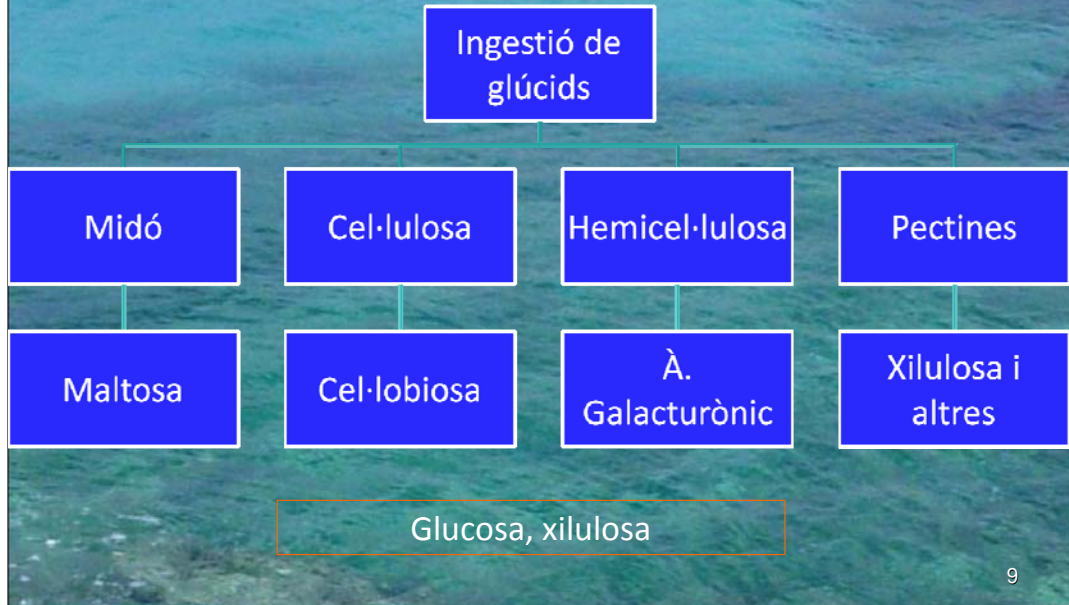 Ingestió de
glúcids
Midó
Cel·lulosa
Hemicel·lulosa
Pectines
Maltosa
Cel·lobiosa
À.
Galacturònic
Xilulosa i
altres
Glucosa, xilulosa
9